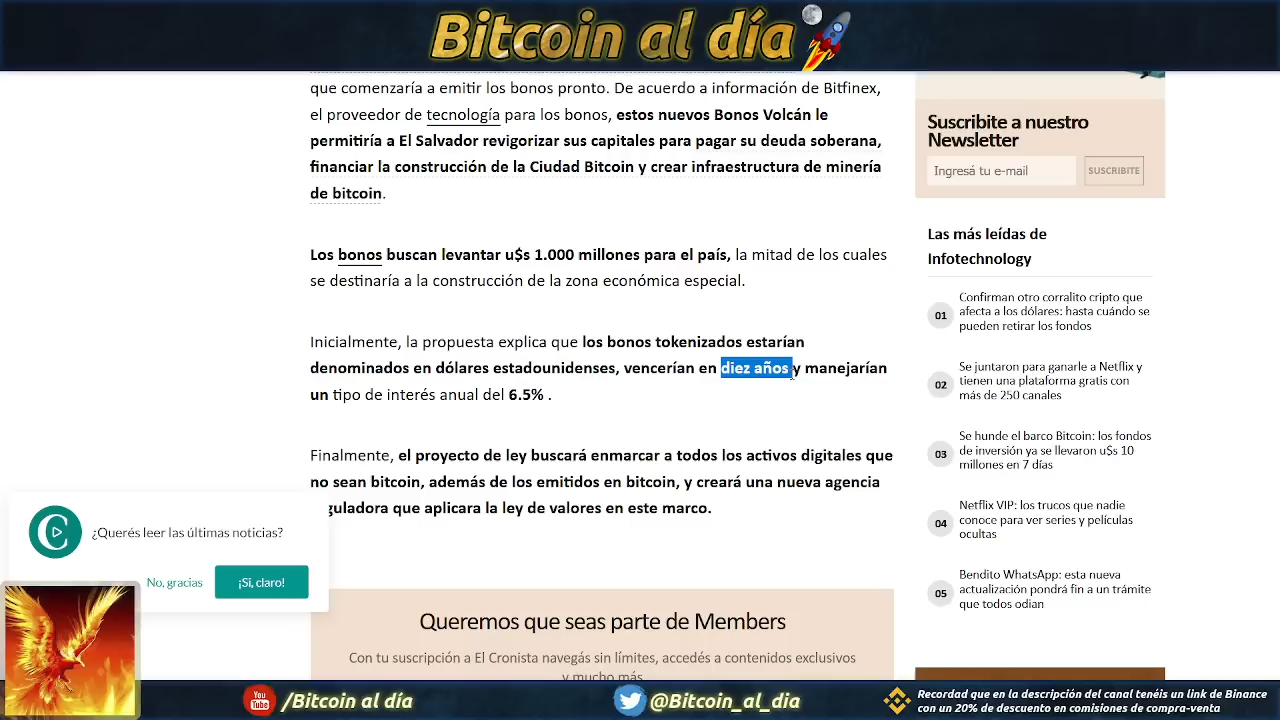 Bitcoin al día
que comenzaría a emitir los bonos pronto. De acuerdo a información de Bitfinex,
el proveedor de tecnología para los bonos, estos nuevos Bonos Volcán le
permitiría a El Salvador revigorizar sus capitales para pagar su deuda soberana,
financiar la construcción de la Ciudad Bitcoin y crear infraestructura de minería
de bitcoin.
Los bonos buscan levantar u$s 1.000 millones para el país, la mitad de los cuales
se destinaría a la construcción de la zona económica especial.
Inicialmente, la propuesta explica que los bonos tokenizados estarían
denominados en dólares estadounidenses, vencerían en diez años y manejarían
un tipo de interés anual del 6.5% .
Finalmente, el proyecto de ley buscará enmarcar a todos los activos digitales que
no sean bitcoin, además de los emitidos en bitcoin, y creará una nueva agencia
guladora que aplicara la ley de valores en este marco.
Suscribite a nuestro
Newsletter
Ingresá tu e-mail
SUSCRIBITE
Las más leídas de
Infotechnology
01
Confirman otro corralito cripto que
afecta a los dólares: hasta cuándo se
pueden retirar los fondos
02
Se juntaron para ganarle a Netflix y
tienen una plataforma gratis con
más de 250 canales
03
Se hunde el barco Bitcoin: los fondos
de inversión ya se llevaron u$s 10
millones en 7 días
04
Netflix VIP: los trucos que nadie
conoce para ver series y películas
ocultas
05
Bendito WhatsApp: esta nueva
actualización pondrá fin a un trámite
que todos odian
¿Querés leer las últimas noticias?
No, gracias
¡Si, claro!
Queremos que seas parte de Members
Con tu suscripción a El Cronista navegás sin límites, accedés a contenidos exclusivos
y mucho más.
You
Tube
/Bitcoin al día
@Bitcoin_al_dia
Recordad que en la descripción del canal tenéis un link de Binance
con un 20% de descuento en comisiones de compra-venta